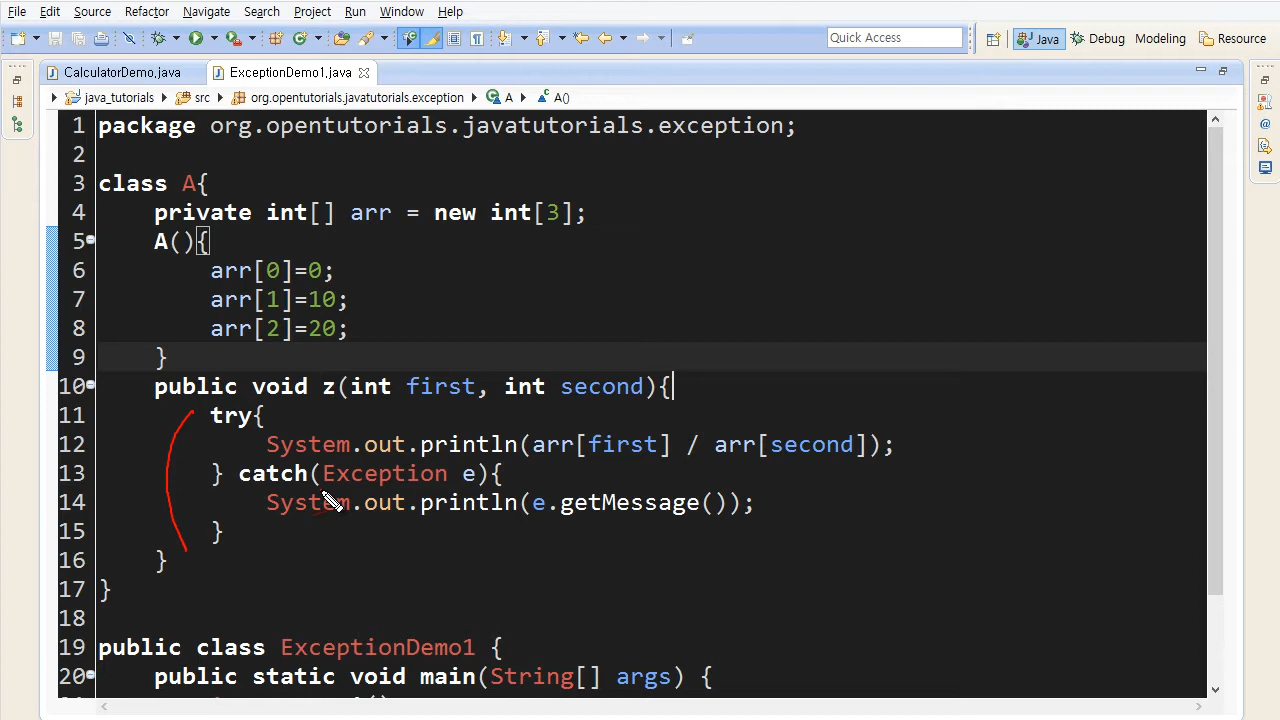 File Edit Source Refactor Navigate Search Project Run Window Help
Quick Access
Java Debug Modeling Resource
CalculatorDemo.java ExceptionDemo1.java
java_tutorials src org.opentutorials.javatutorials.exception A A()
1 package org.opentutorials.javatutorials.exception;
2
3 class A{
4 private int[] arr = new int[3];
5 A(){
6 arr[0]=0;
7 arr[1]=10;
8 arr[2]=20;
9 }
10 public void z(int first, int second){
11 try{
12 System.out.println(arr[first] / arr[second]);
13 } catch(Exception e){
14 System.out.println(e.getMessage());
15 }
16 }
17 }
18
19 public class ExceptionDemo1 {
20 public static void main(String[] args) {